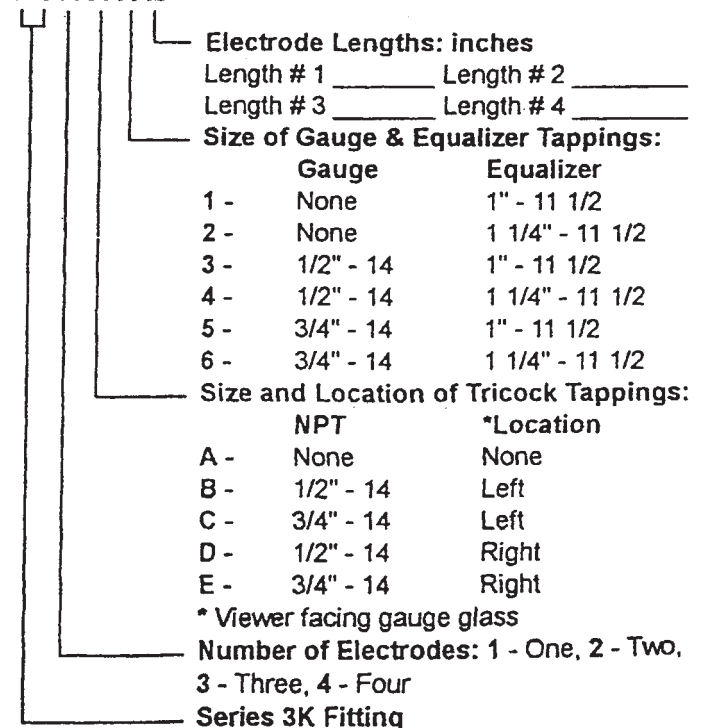 Electrode Lengths: inches
Length # 1 ________ Length # 2 ________
Length # 3 ________ Length # 4 ________
Size of Gauge & Equalizer Tappings:
Gauge Equalizer
1 - None 1" - 11 1/2
2 - None 1 1/4" - 11 1/2
3 - 1/2" - 14 1" - 11 1/2
4 - 1/2" - 14 1 1/4" - 11 1/2
5 - 3/4" - 14 1" - 11 1/2
6 - 3/4" - 14 1 1/4" - 11 1/2
Size and Location of Tricock Tappings:
NPT *Location
A - None None
B - 1/2" - 14 Left
C - 3/4" - 14 Left
D - 1/2" - 14 Right
E - 3/4" - 14 Right
* Viewer facing gauge glass
Number of Electrodes: 1 - One, 2 - Two,
3 - Three, 4 - Four
Series 3K Fitting